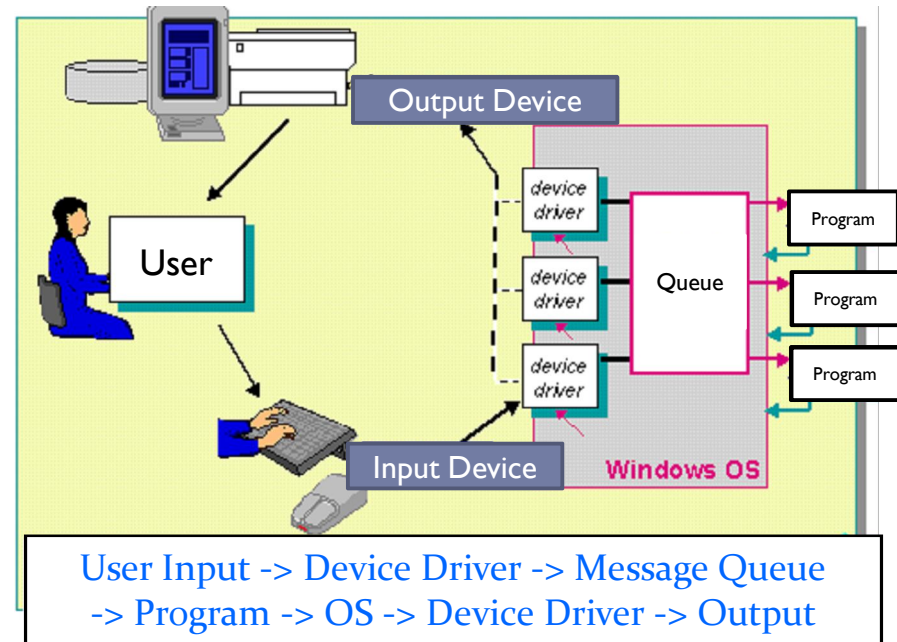 Output Device
device
driver
Program
User
device
driver
Queue
Program
device
driver
Program
Input Device
Windows OS
User Input -> Device Driver -> Message Queue
-> Program -> OS -> Device Driver -> Output